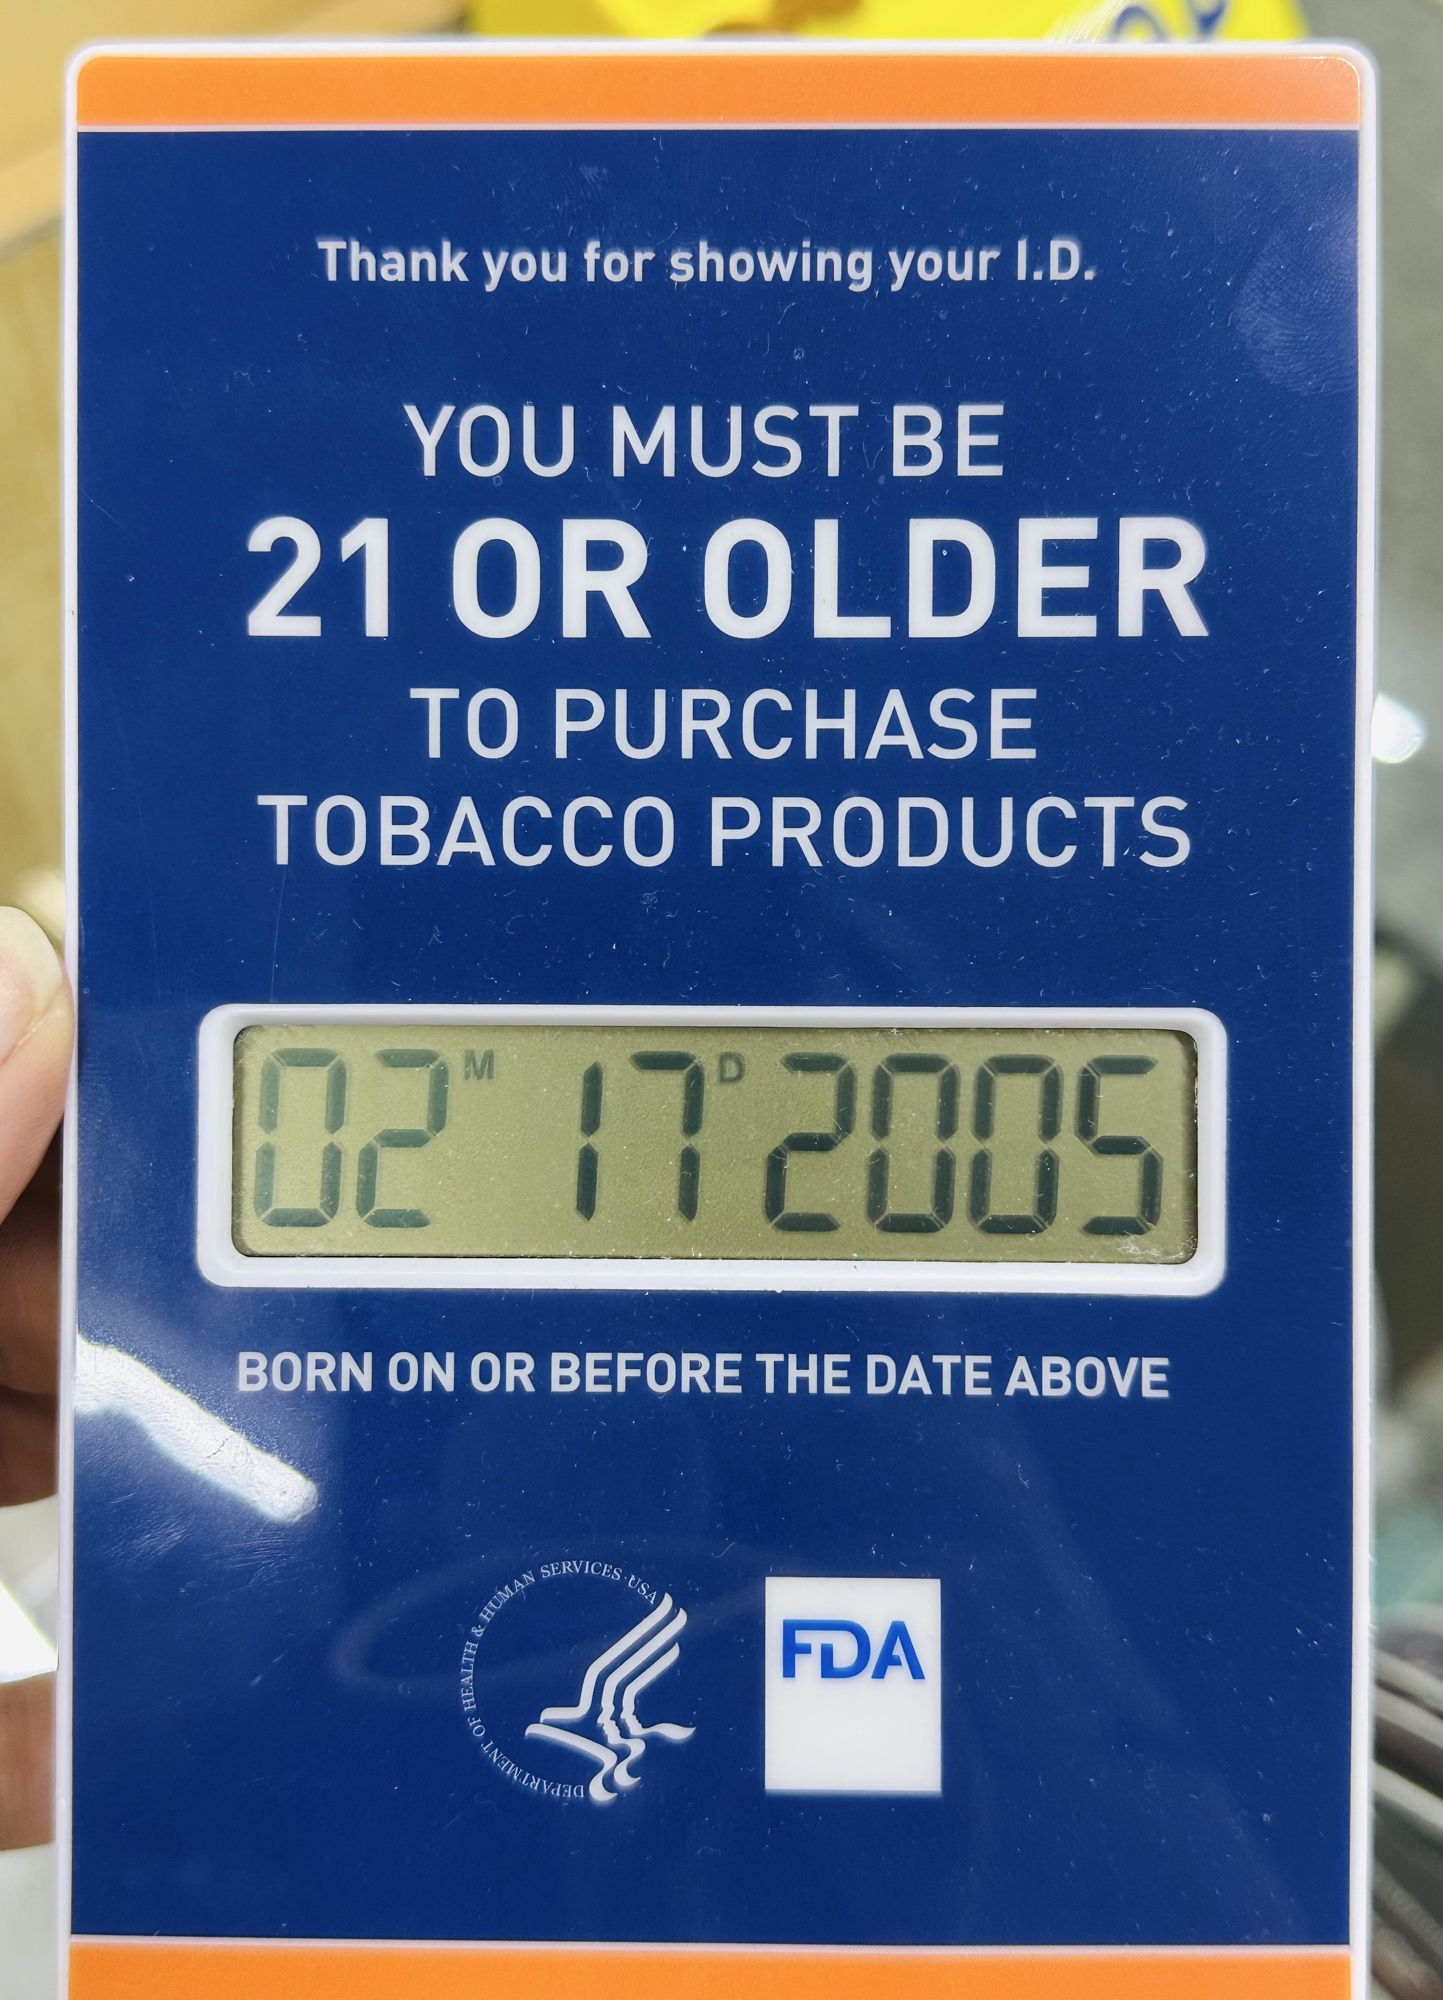 Thank you for showing your I.D.
YOU MUST BE
21 OR OLDER
TO PURCHASE
TOBACCO PRODUCTS
02 M 17 D 2005
BORN ON OR BEFORE THE DATE ABOVE
DEPARTMENT OF HEALTH & HUMAN SERVICES · USA
FDA